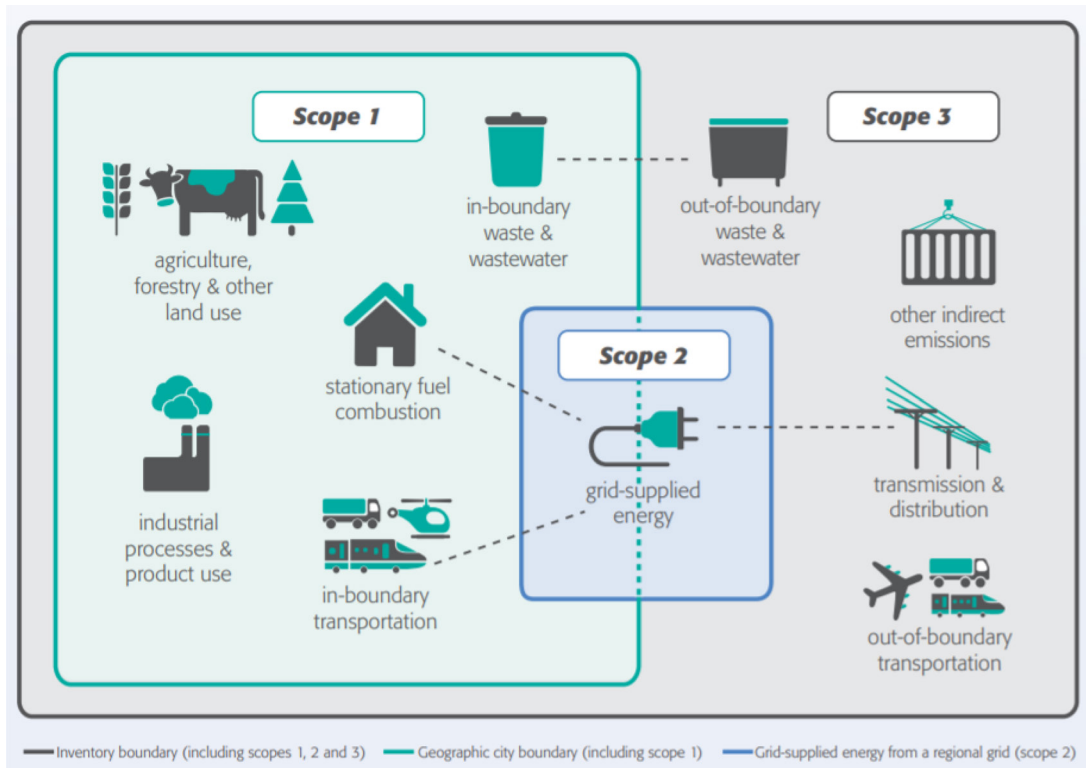 Scope 1
Scope 3
in-boundary
waste &
wastewater
out-of-boundary
waste &
wastewater
agriculture,
forestry & other
land use
other indirect
emissions
Scope 2
stationary fuel
combustion
grid-supplied
energy
transmission &
distribution
industrial
processes &
product use
in-boundary
transportation
out-of-boundary
transportation
Inventory boundary (including scopes 1, 2 and 3)
Geographic city boundary (including scope 1)
Grid-supplied energy from a regional grid (scope 2)